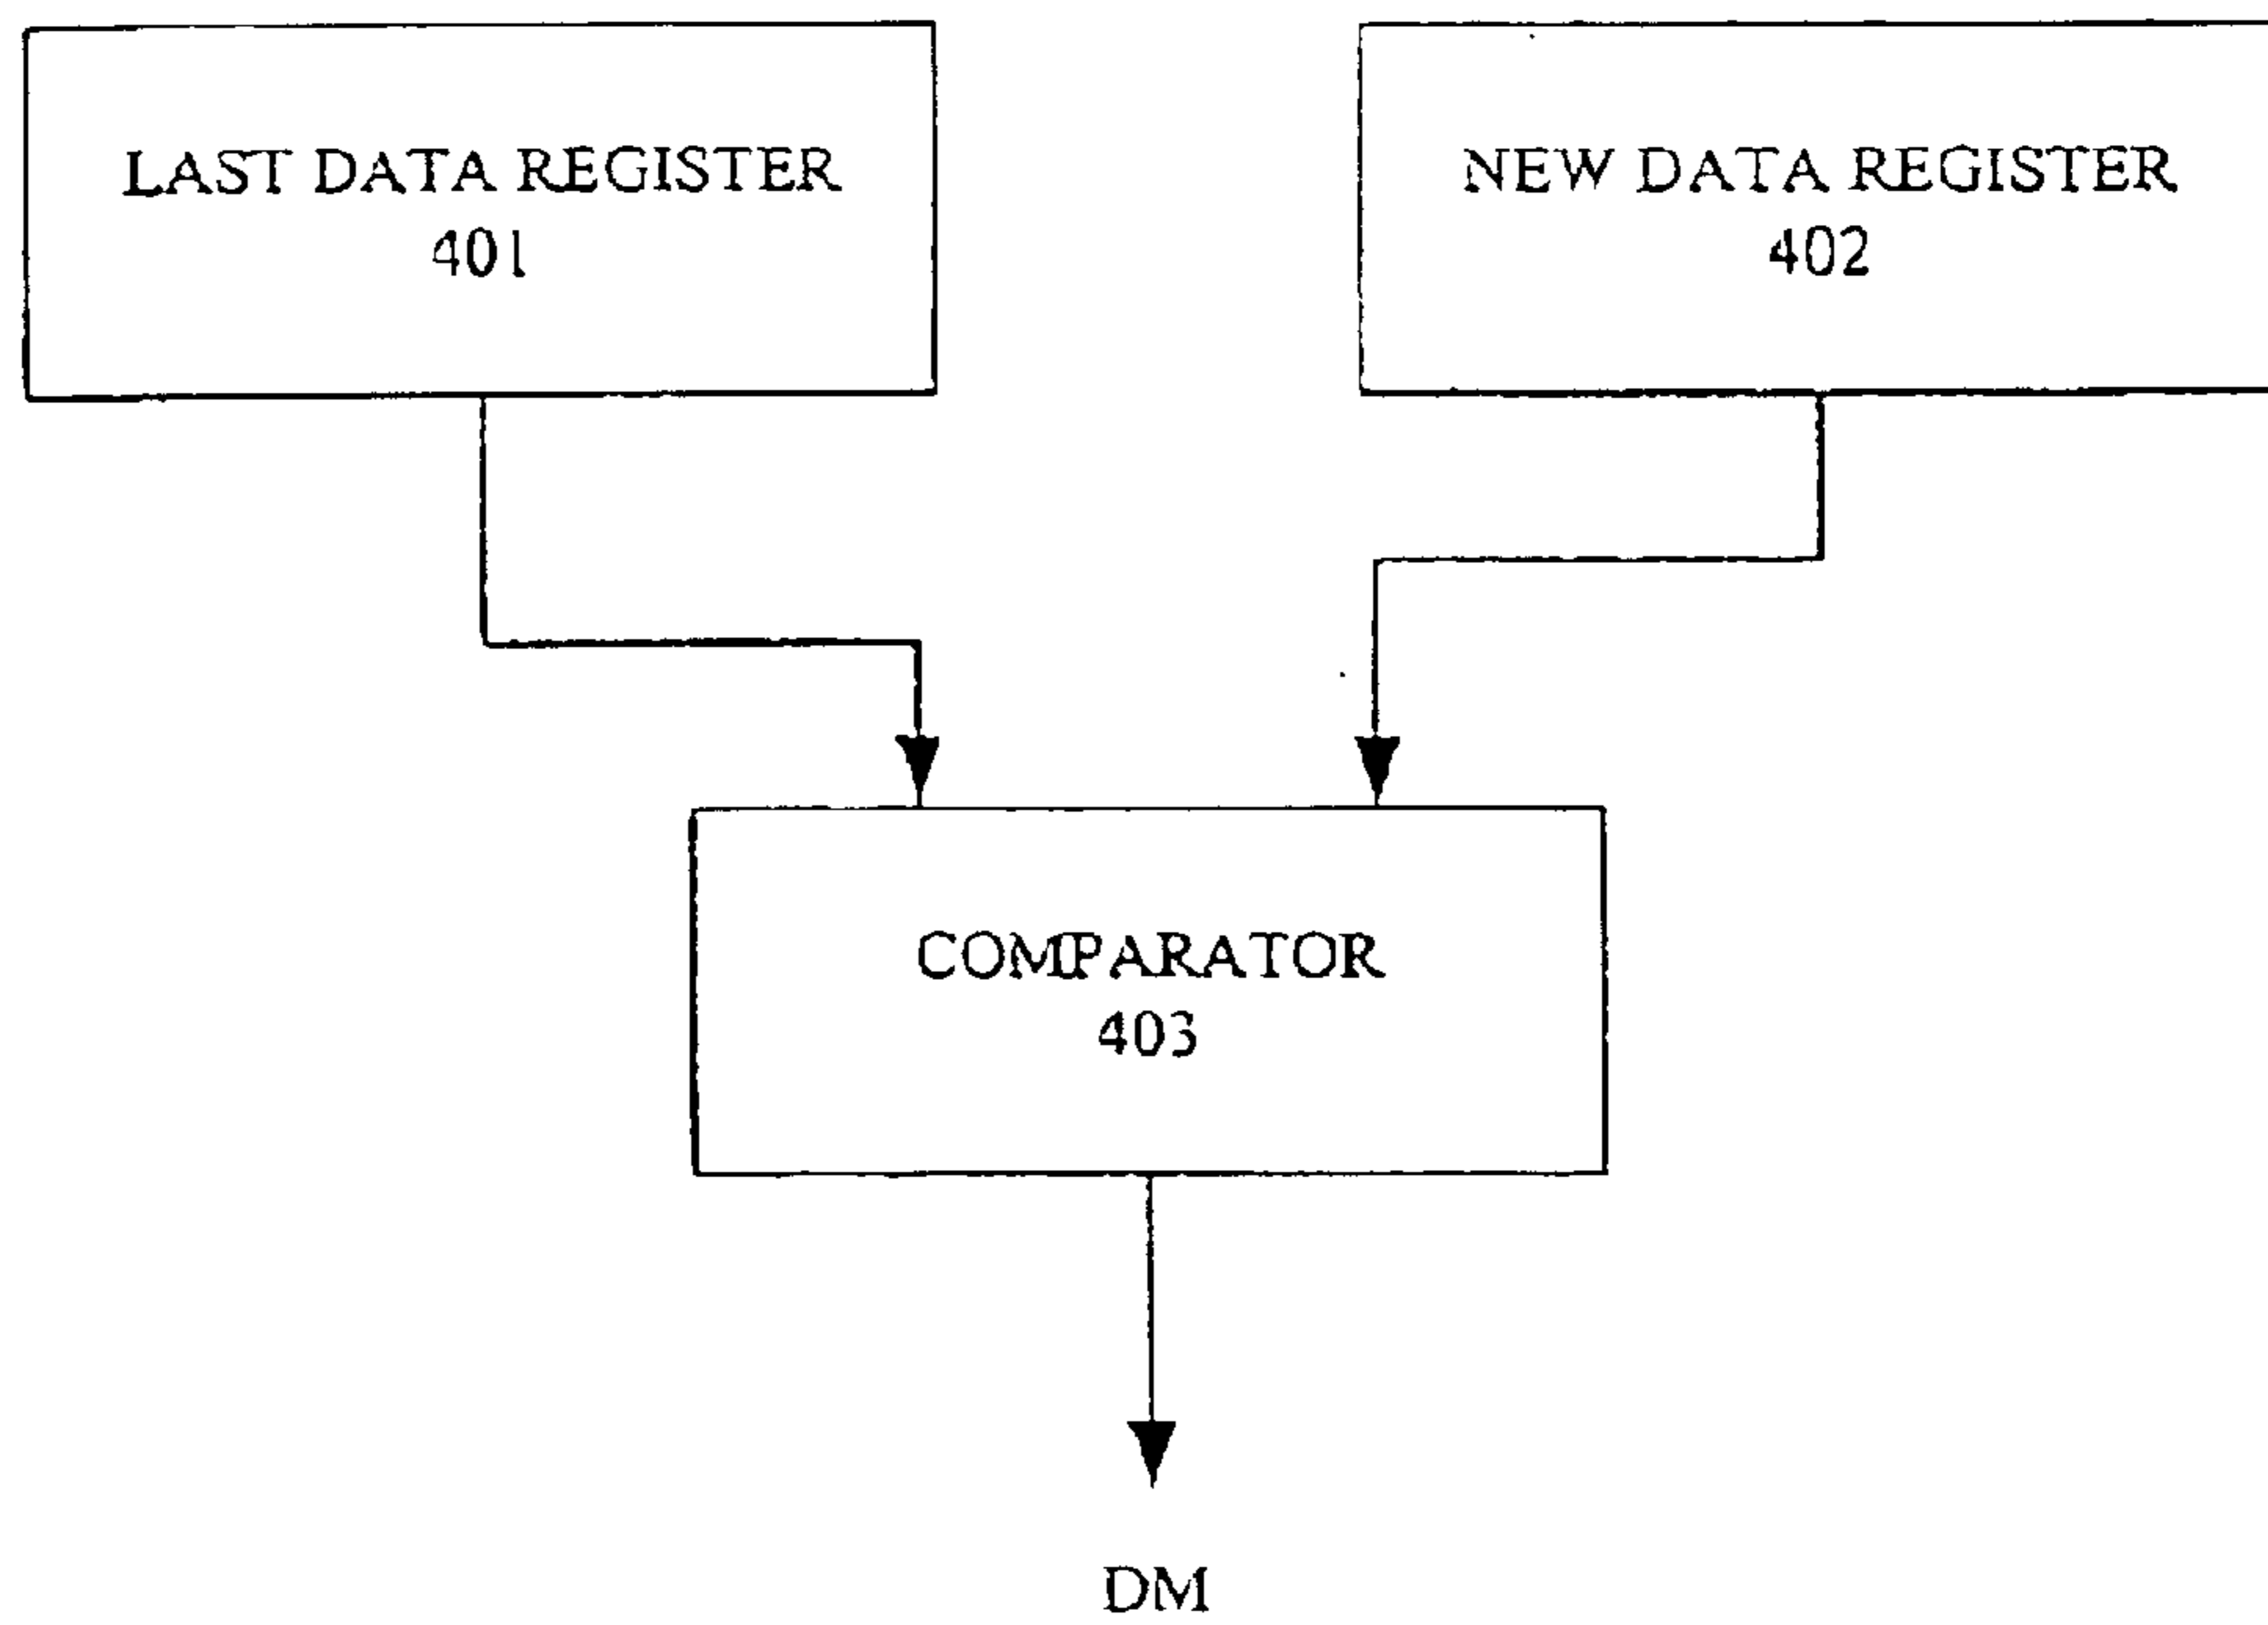 LAST DATA REGISTER
401
NEW DATA REGISTER
402
COMPARATOR
403
DM